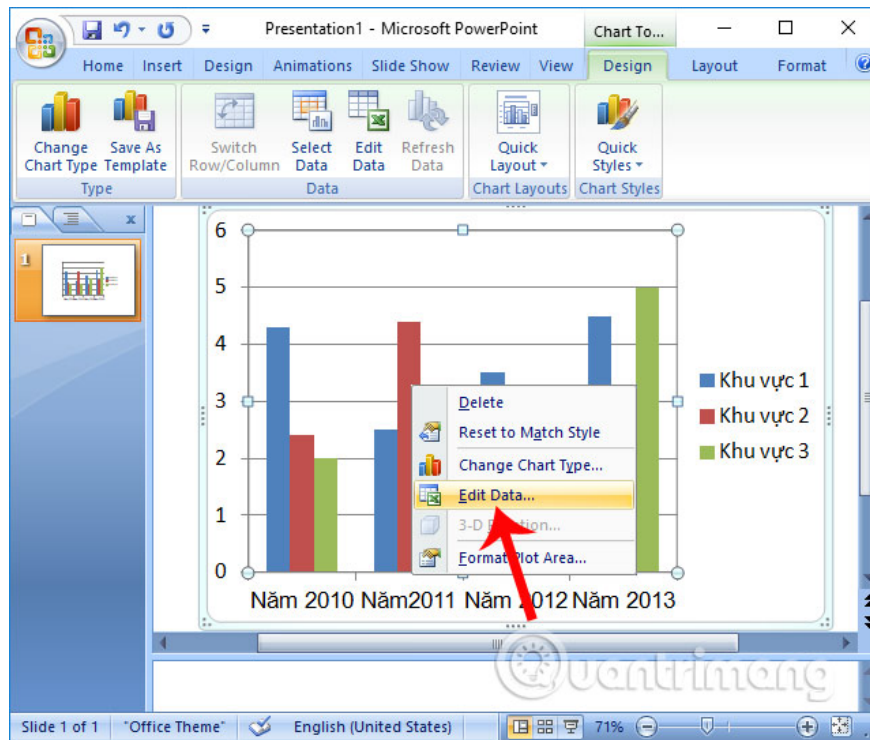 Presentation1 - Microsoft PowerPoint
Chart To...
Home Insert Design Animations Slide Show Review View Design Layout Format
Change Chart Type
Save As Template
Switch Row/Column
Select Data
Edit Data
Refresh Data
Quick Layout
Quick Styles
Type
Data
Chart Layouts
Chart Styles
x
1
6
5
4
3
2
1
0
Năm 2010 Năm2011 Năm 2012 Năm 2013
Khu vực 1
Khu vực 2
Khu vực 3
Delete
Reset to Match Style
Change Chart Type...
Edit Data...
3-D
Format Plot Area...
Quantrimang
Slide 1 of 1 "Office Theme" English (United States) 71%